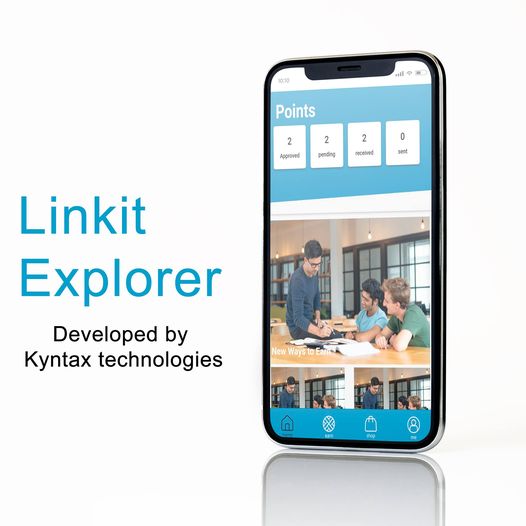 Linkit
Explorer
Developed by
Kyntax technologies
10:10
Points
2
Approved
2
pending
2
received
0
sent
New Ways to Earn
earn
shop
me